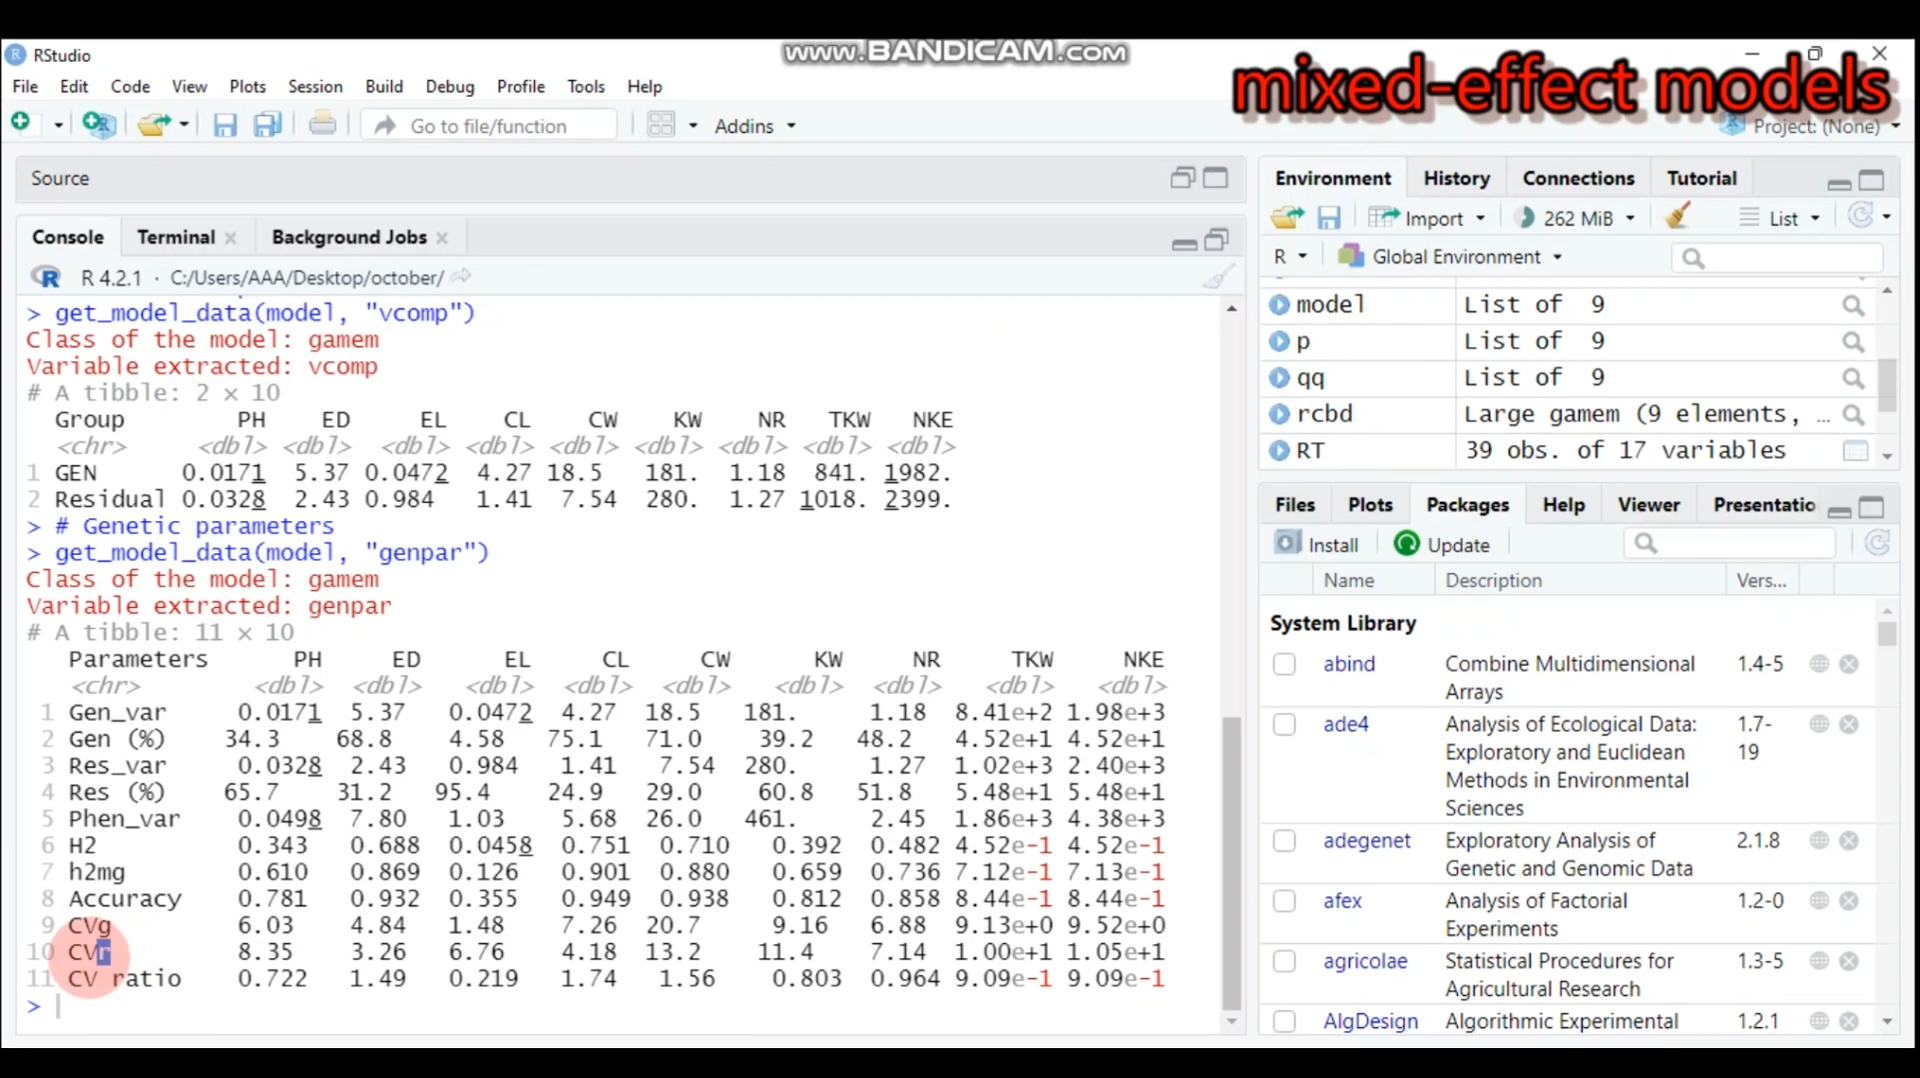 www.BANDICAM.com
RStudio
mixed-effect models
File Edit Code View Plots Session Build Debug Profile Tools Help
Go to file/function Addins Project: (None)
Source
Console Terminal Background Jobs
R 4.2.1 · C:/Users/AAA/Desktop/october/
> get_model_data(model, "vcomp")
Class of the model: gamem
Variable extracted: vcomp
# A tibble: 2 × 10
Group PH ED EL CL CW KW NR TKW NKE
<chr> <dbl> <dbl> <dbl> <dbl> <dbl> <dbl> <dbl> <dbl> <dbl>
1 GEN 0.0171 5.37 0.0472 4.27 18.5 181. 1.18 841. 1982.
2 Residual 0.0328 2.43 0.984 1.41 7.54 280. 1.27 1018. 2399.
> # Genetic parameters
> get_model_data(model, "genpar")
Class of the model: gamem
Variable extracted: genpar
# A tibble: 11 × 10
Parameters PH ED EL CL CW KW NR TKW NKE
<chr> <dbl> <dbl> <dbl> <dbl> <dbl> <dbl> <dbl> <dbl> <dbl>
1 Gen_var 0.0171 5.37 0.0472 4.27 18.5 181. 1.18 8.41e+2 1.98e+3
2 Gen (%) 34.3 68.8 4.58 75.1 71.0 39.2 48.2 4.52e+1 4.52e+1
3 Res_var 0.0328 2.43 0.984 1.41 7.54 280. 1.27 1.02e+3 2.40e+3
4 Res (%) 65.7 31.2 95.4 24.9 29.0 60.8 51.8 5.48e+1 5.48e+1
5 Phen_var 0.0498 7.80 1.03 5.68 26.0 461. 2.45 1.86e+3 4.38e+3
6 H2 0.343 0.688 0.0458 0.751 0.710 0.392 0.482 4.52e-1 4.52e-1
7 h2mg 0.610 0.869 0.126 0.901 0.880 0.659 0.736 7.12e-1 7.13e-1
8 Accuracy 0.781 0.932 0.355 0.949 0.938 0.812 0.858 8.44e-1 8.44e-1
9 CVg 6.03 4.84 1.48 7.26 20.7 9.16 6.88 9.13e+0 9.52e+0
10 CVr 8.35 3.26 6.76 4.18 13.2 11.4 7.14 1.00e+1 1.05e+1
11 CV ratio 0.722 1.49 0.219 1.74 1.56 0.803 0.964 9.09e-1 9.09e-1
>
Environment History Connections Tutorial
Import 262 MiB List
R Global Environment
model List of 9
p List of 9
qq List of 9
rcbd Large gamem (9 elements, ...
RT 39 obs. of 17 variables
Files Plots Packages Help Viewer Presentatio
Install Update
Name Description Vers...
System Library
abind Combine Multidimensional 1.4-5
Arrays
ade4 Analysis of Ecological Data: 1.7-
Exploratory and Euclidean 19
Methods in Environmental
Sciences
adegenet Exploratory Analysis of 2.1.8
Genetic and Genomic Data
afex Analysis of Factorial 1.2-0
Experiments
agricolae Statistical Procedures for 1.3-5
Agricultural Research
AlgDesign Algorithmic Experimental 1.2.1